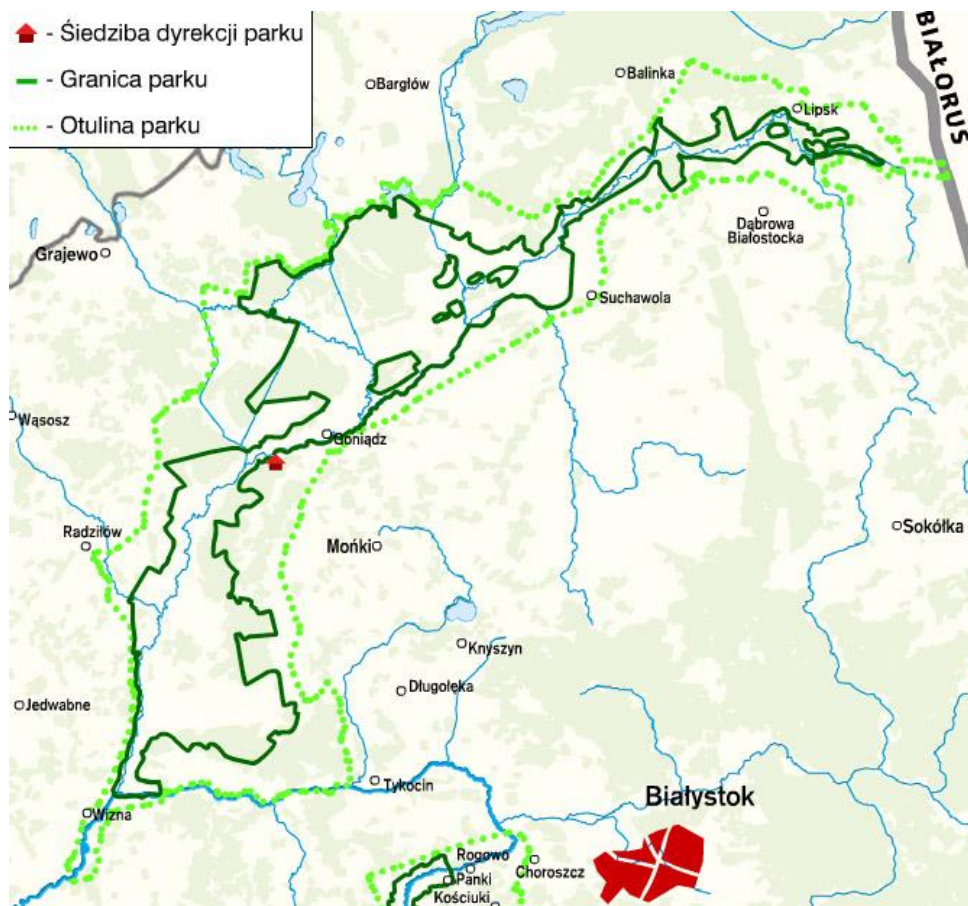 - Śiedziba dyrekcji parku
- Granica parku
- Otulina parku
BIAŁORUS
Bargłów
Balinka
Lipsk
Dąbrowa
Białostocka
Grajewo
Suchawola
Wąsosz
Goniądz
Radziłów
Mońki
Sokółka
Knyszyn
Długołęka
Jedwabne
Tykocin
Wizna
Białystok
Rogowo
Choroszcz
Panki
Kościuki